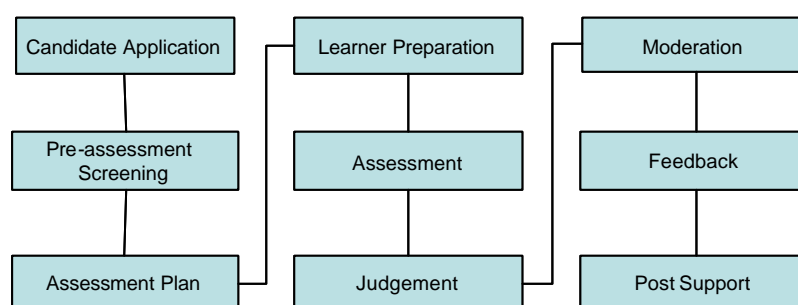 Candidate Application
Pre-assessment
Screening
Assessment Plan
Learner Preparation
Assessment
Judgement
Moderation
Feedback
Post Support